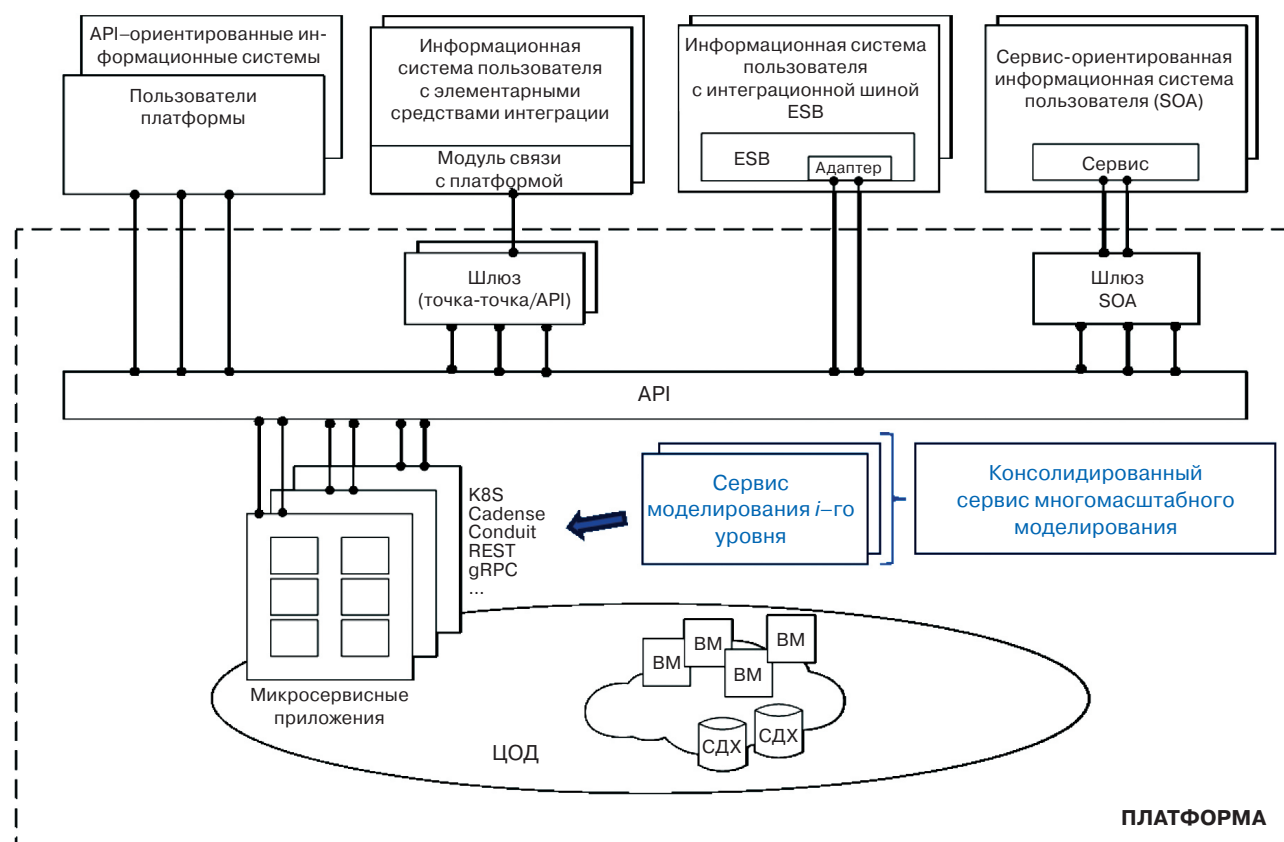 API–ориентированные ин-
формационные системы
Пользователи
платформы
Информационная
система пользователя
с элементарными
средствами интеграции
Модуль связи
с платформой
Информационная система
пользователя
с интеграционной шиной
ESB
ESB
Адаптер
Сервис-ориентированная
информационная система
пользователя (SOA)
Сервис
Шлюз
(точка-точка/API)
Шлюз
SOA
API
K8S
Cadense
Conduit
REST
gRPC
...
Сервис
моделирования i–го
уровня
Консолидированный
сервис многомасштабного
моделирования
Микросервисные
приложения
ВМ
ВМ
ВМ
ВМ
СДХ
СДХ
ЦОД
ПЛАТФОРМА